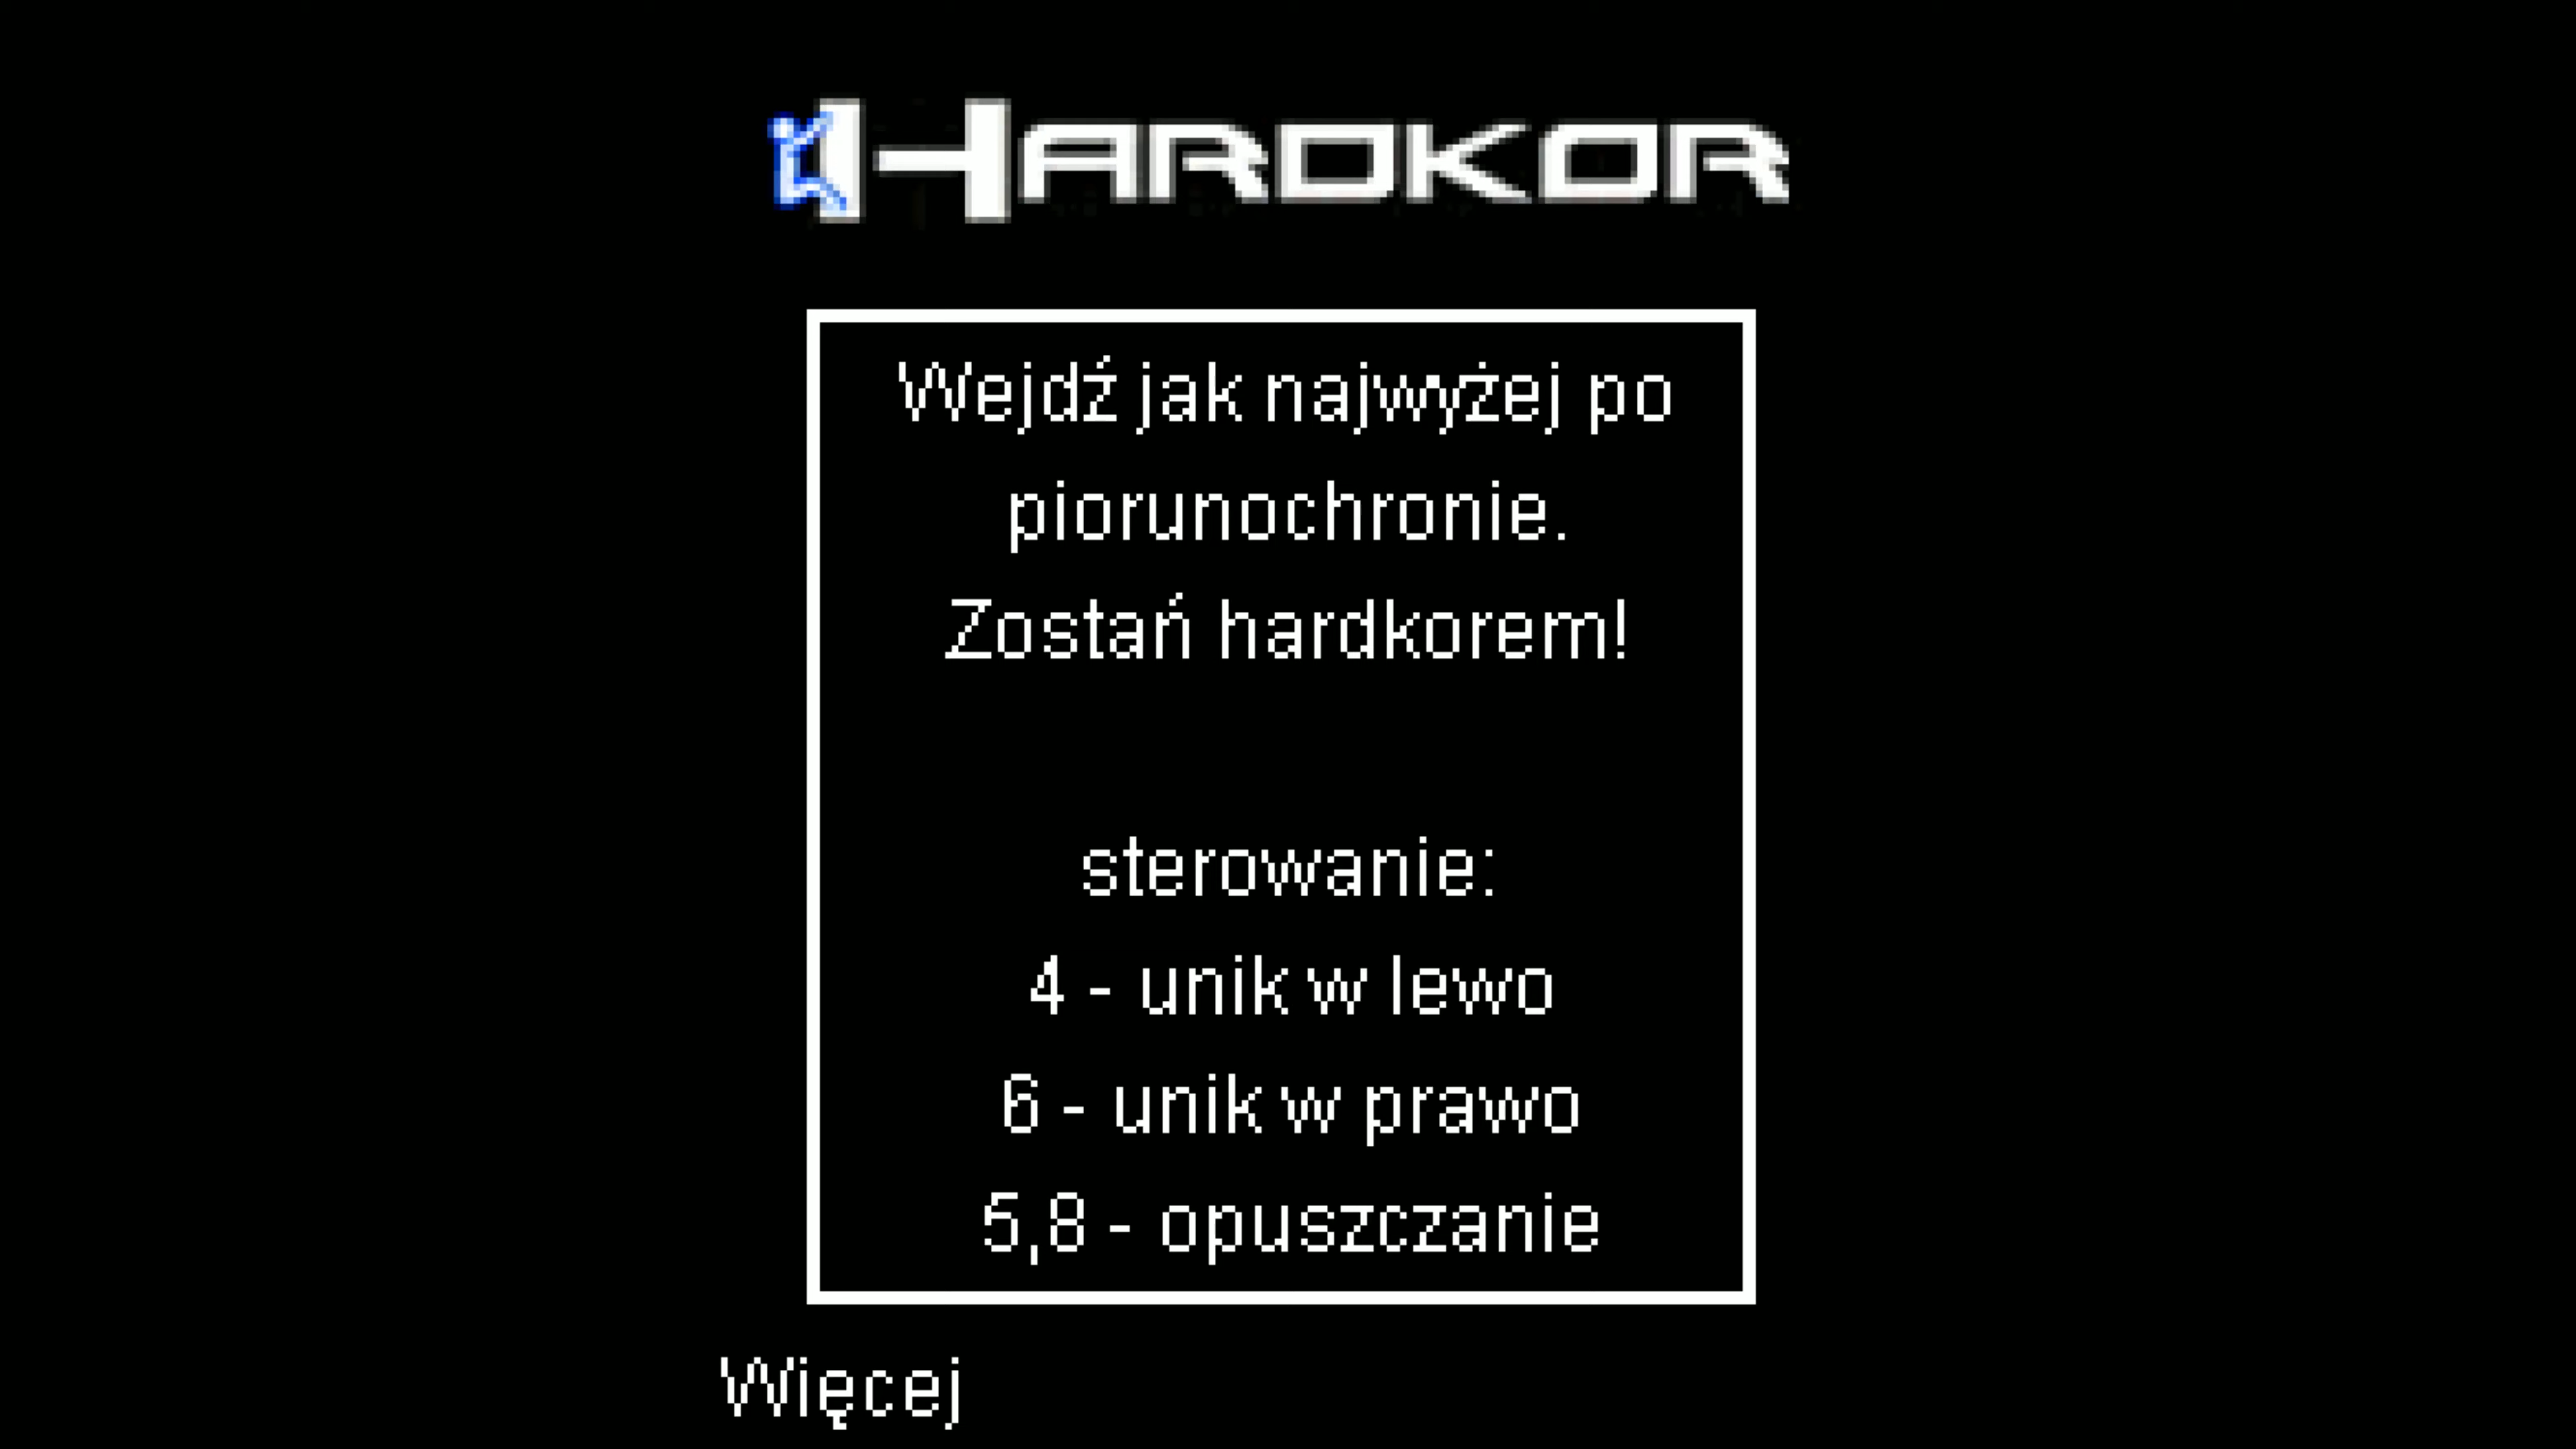 HARDKOR
Wejdź jak najwyżej po
piorunochronie.
Zostań hardkorem!
sterowanie:
4 - unik w lewo
6 - unik w prawo
5,8 - opuszczanie
Więcej